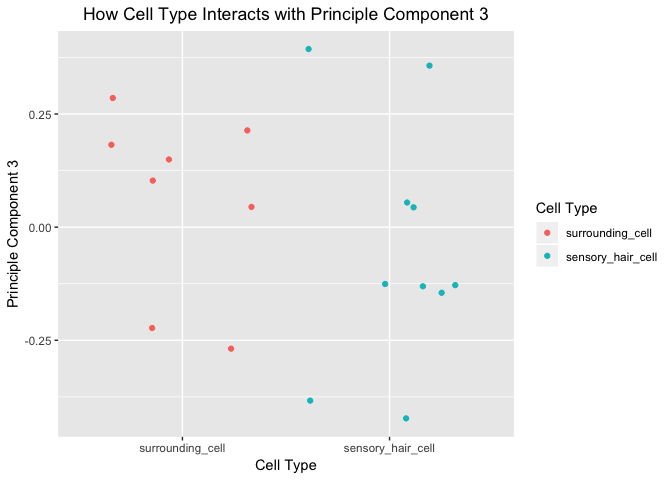 How Cell Type Interacts with Principle Component 3
Principle Component 3
0.25
0.00
-0.25
surrounding_cell
sensory_hair_cell
Cell Type
Cell Type
surrounding_cell
sensory_hair_cell